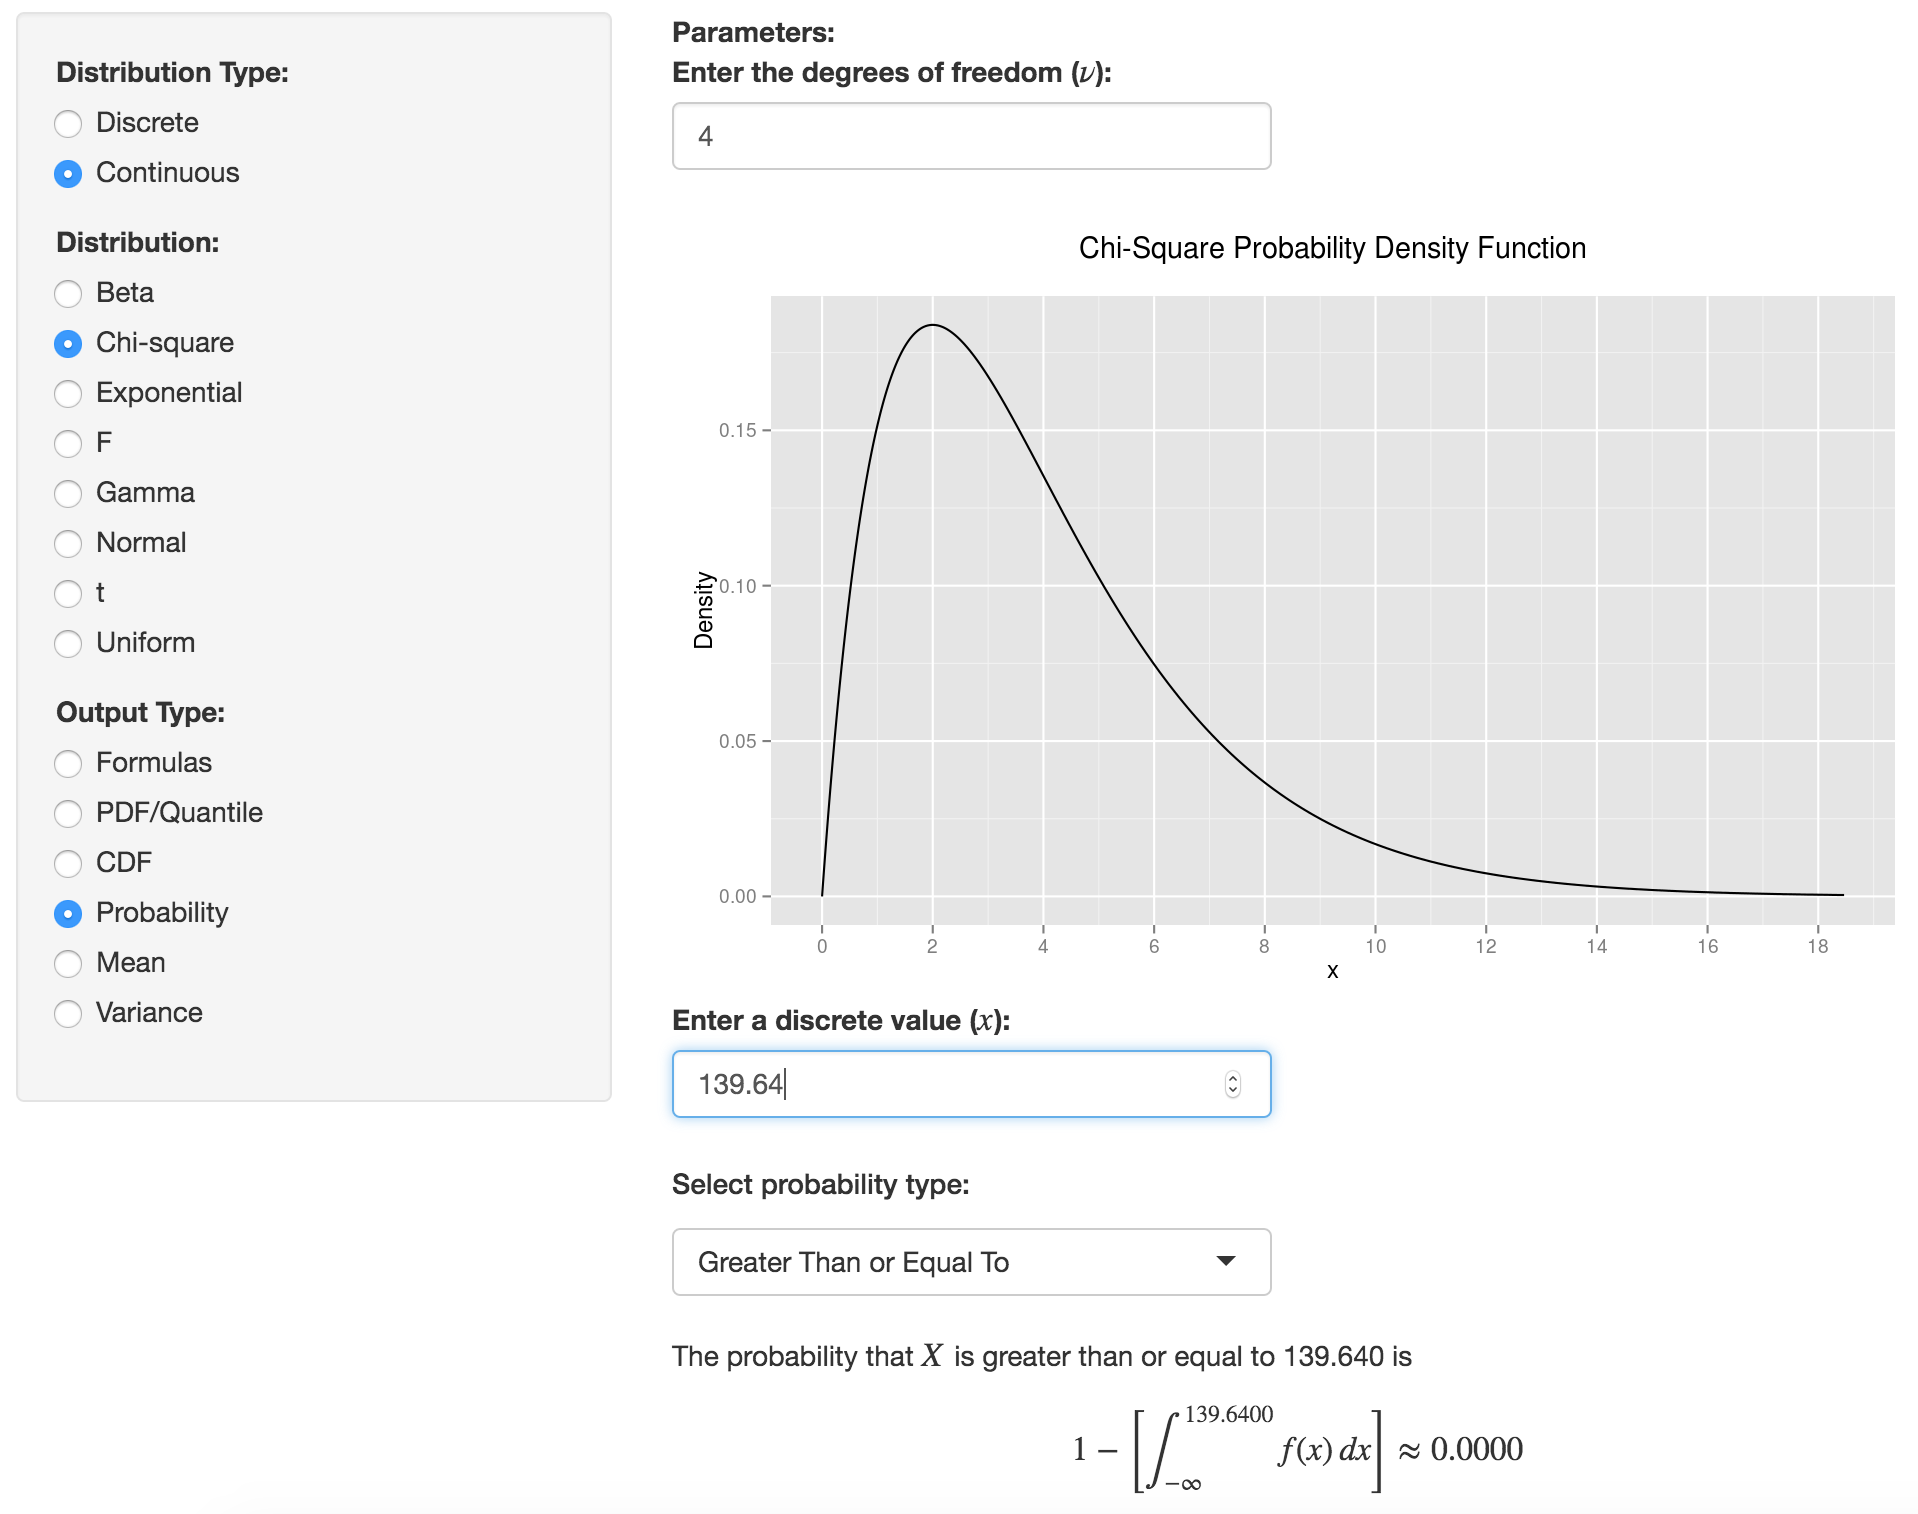 Distribution Type:
Discrete
Continuous
Distribution:
Beta
Chi-square
Exponential
F
Gamma
Normal
t
Uniform
Output Type:
Formulas
PDF/Quantile
CDF
Probability
Mean
Variance
Parameters:
Enter the degrees of freedom (ν):
4
Chi-Square Probability Density Function
Density
0.15
0.10
0.05
0.00
0 2 4 6 8 10 12 14 16 18
x
Enter a discrete value (x):
139.64
Select probability type:
Greater Than or Equal To
The probability that X is greater than or equal to 139.640 is
1 − [∫_{−∞}^{139.6400} f(x) dx] ≈ 0.0000